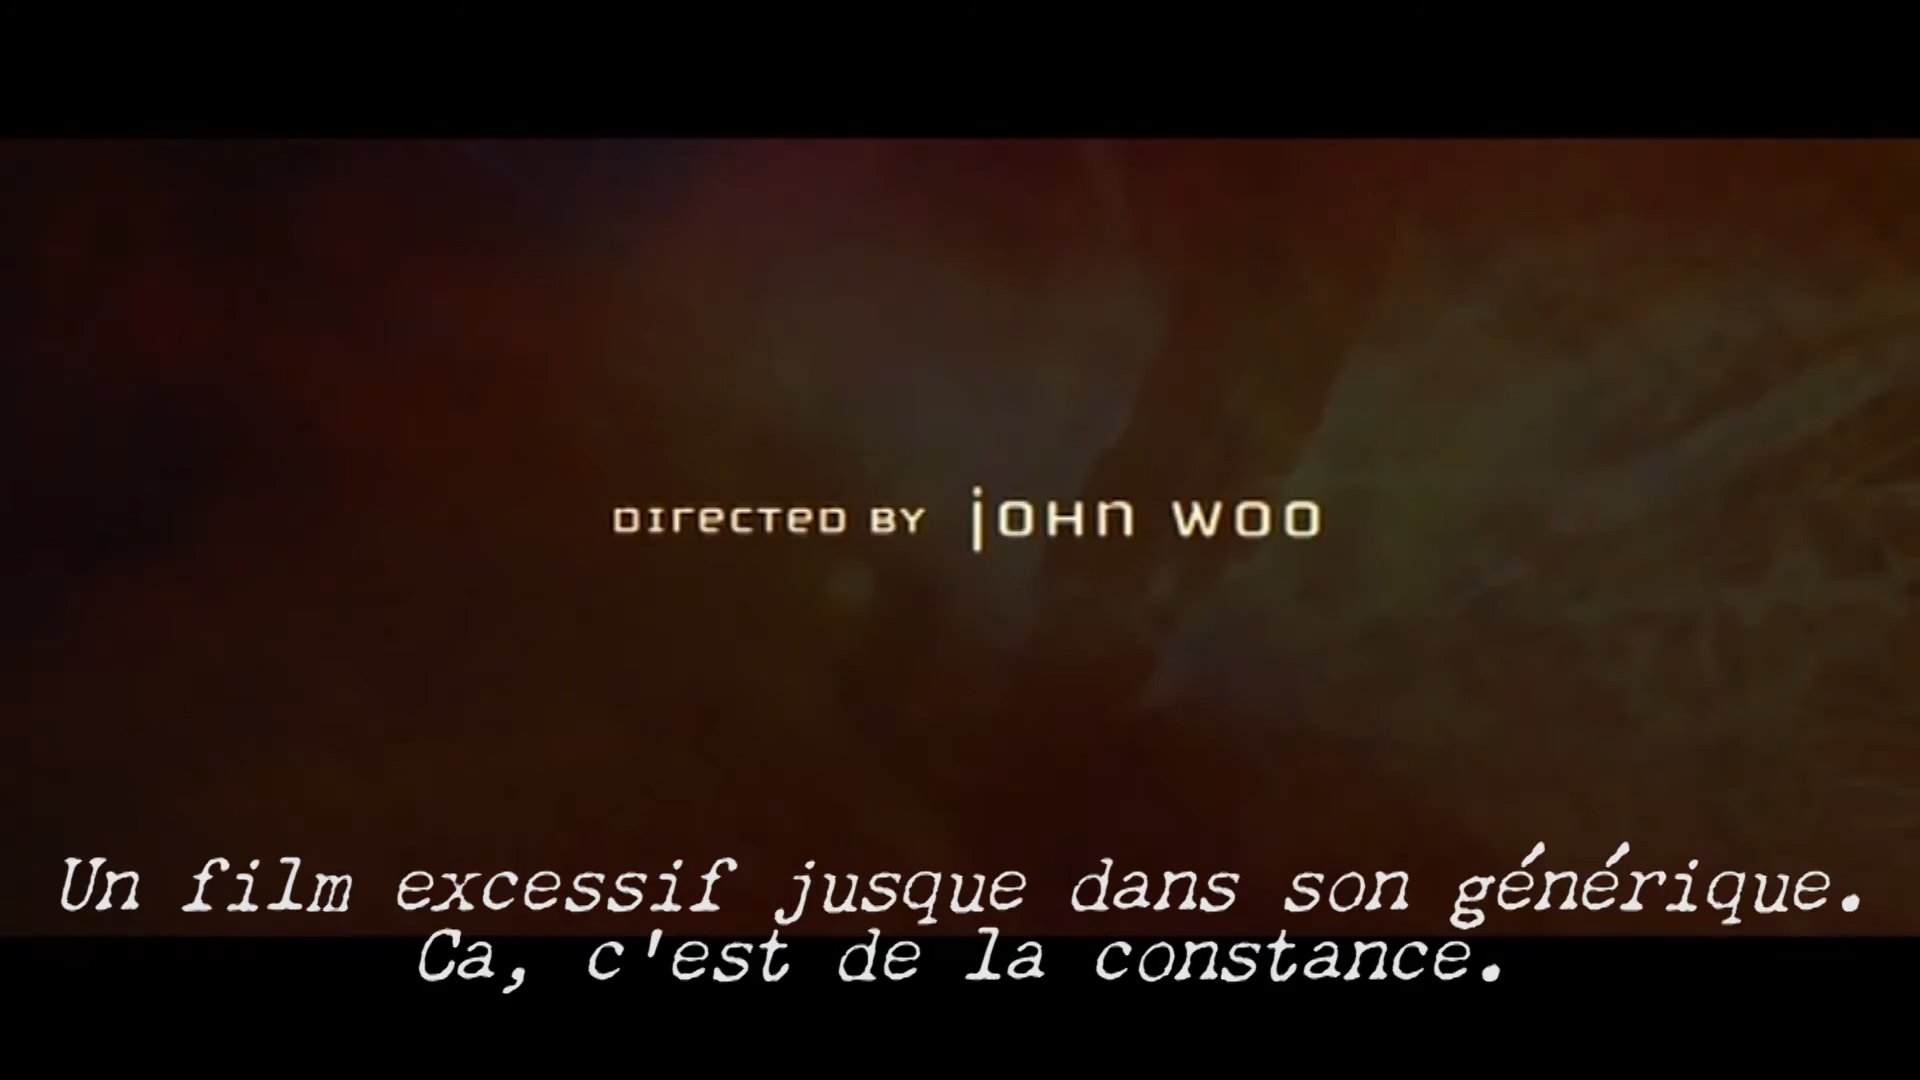 DIrecTeD BY joHn woo
Un film excessif jusque dans son générique.
Ca, c'est de la constance.